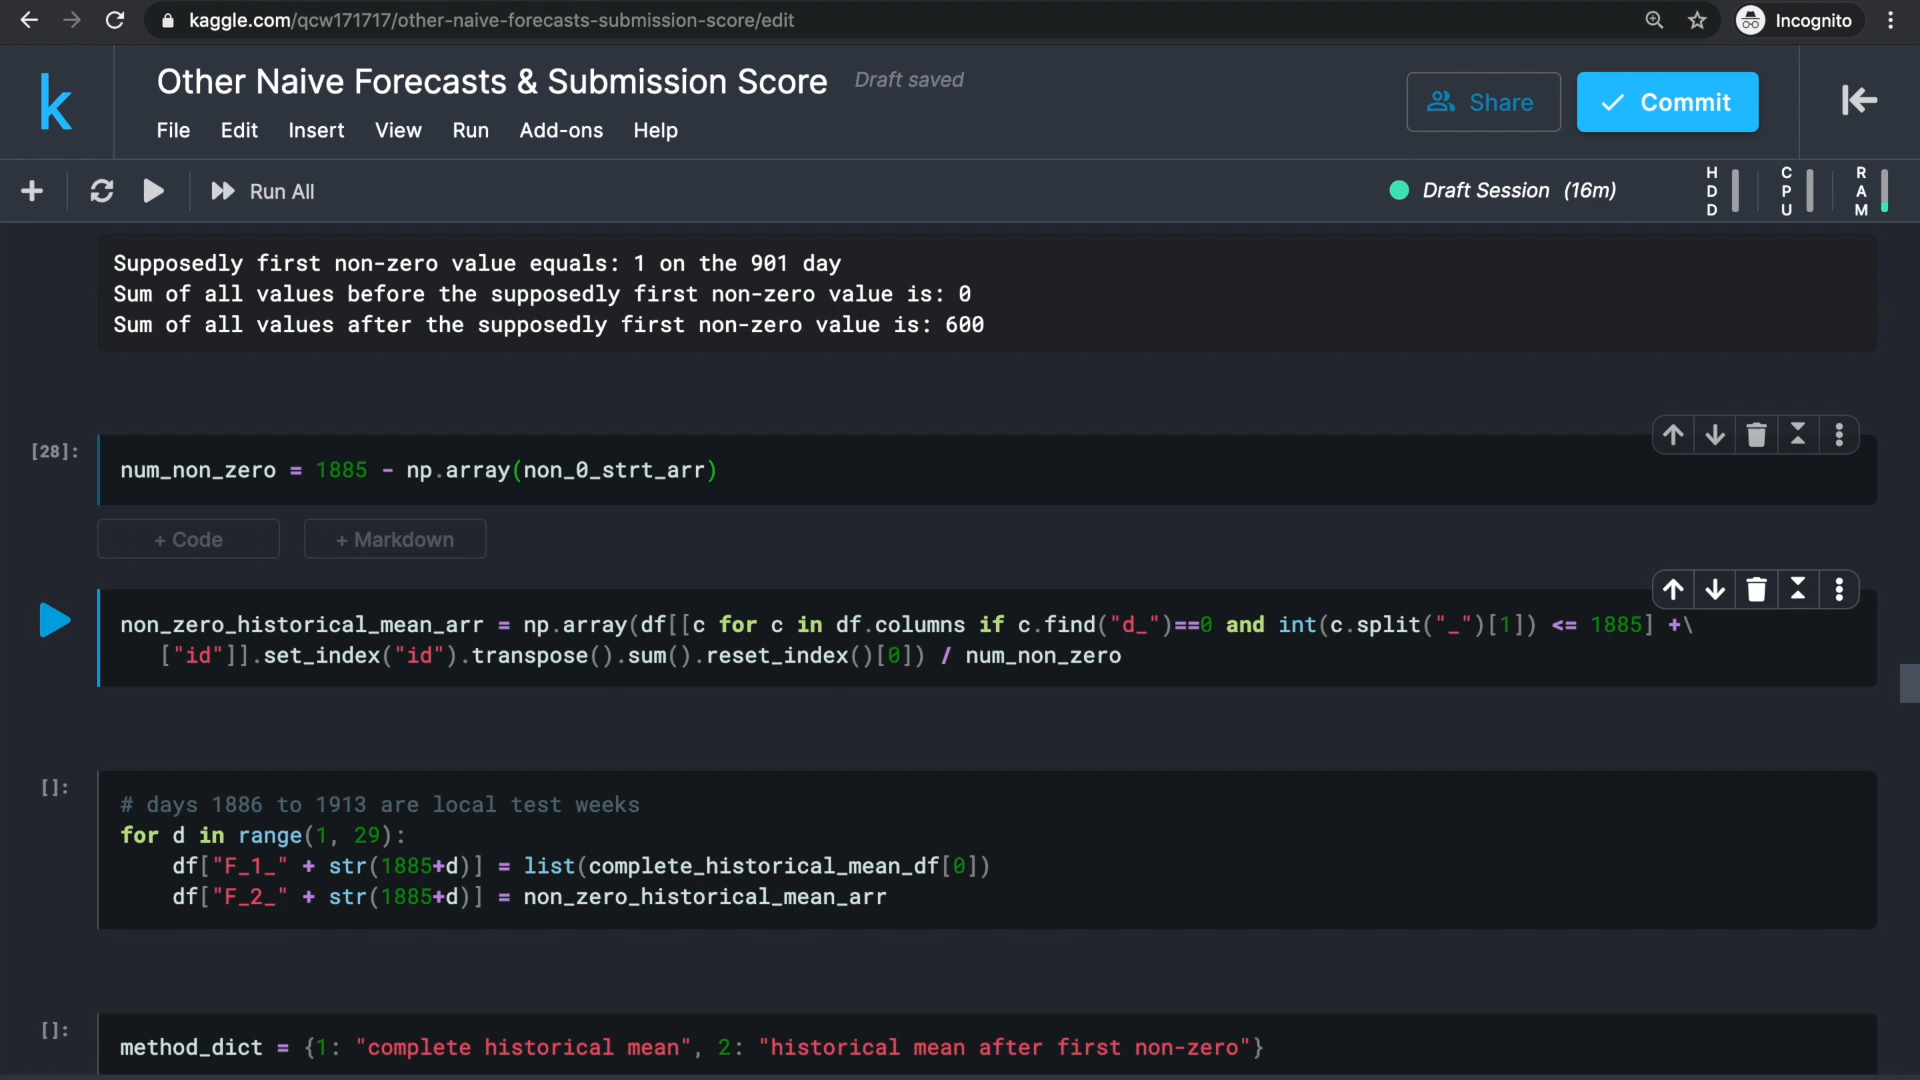 kaggle.com/qcw171717/other-naive-forecasts-submission-score/edit
Incognito
k
Other Naive Forecasts & Submission Score
Draft saved
File Edit Insert View Run Add-ons Help
Share
Commit
Run All
Draft Session (16m)
HDD
CPU
RAM
Supposedly first non-zero value equals: 1 on the 901 day
Sum of all values before the supposedly first non-zero value is: 0
Sum of all values after the supposedly first non-zero value is: 600
[28]:
num_non_zero = 1885 - np.array(non_0_strt_arr)
+ Code
+ Markdown
non_zero_historical_mean_arr = np.array(df[[c for c in df.columns if c.find("d_")==0 and int(c.split("_")[1]) <= 1885] +\
["id"]].set_index("id").transpose().sum().reset_index()[0]) / num_non_zero
[]:
# days 1886 to 1913 are local test weeks
for d in range(1, 29):
df["F_1_" + str(1885+d)] = list(complete_historical_mean_df[0])
df["F_2_" + str(1885+d)] = non_zero_historical_mean_arr
[]:
method_dict = {1: "complete historical mean", 2: "historical mean after first non-zero"}